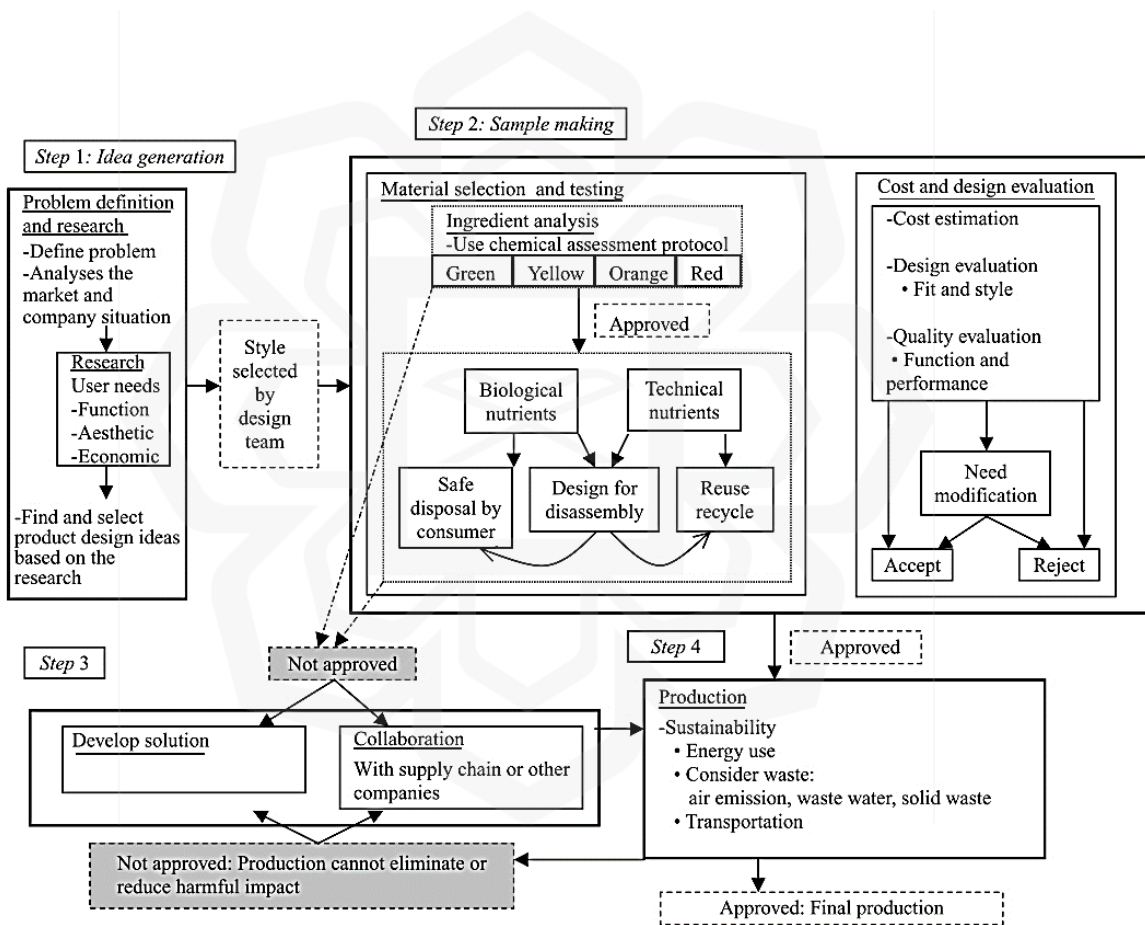 Step 2: Sample making
Step 1: Idea generation
Problem definition
and research
-Define problem
-Analyses the
market and
company situation
Research
User needs
-Function
-Aesthetic
-Economic
-Find and select
product design ideas
based on the
research
Style
selected
by
design
team
Material selection and testing
Ingredient analysis
-Use chemical assessment protocol
Green Yellow Orange Red
Approved
Biological
nutrients
Technical
nutrients
Safe
disposal by
consumer
Design for
disassembly
Reuse
recycle
Cost and design evaluation
-Cost estimation
-Design evaluation
• Fit and style
-Quality evaluation
• Function and
performance
Need
modification
Accept
Reject
Step 3
Not approved
Develop solution
Collaboration
With supply chain or other
companies
Not approved: Production cannot eliminate or
reduce harmful impact
Step 4
Approved
Production
-Sustainability
• Energy use
• Consider waste:
air emission, waste water, solid waste
• Transportation
Approved: Final production